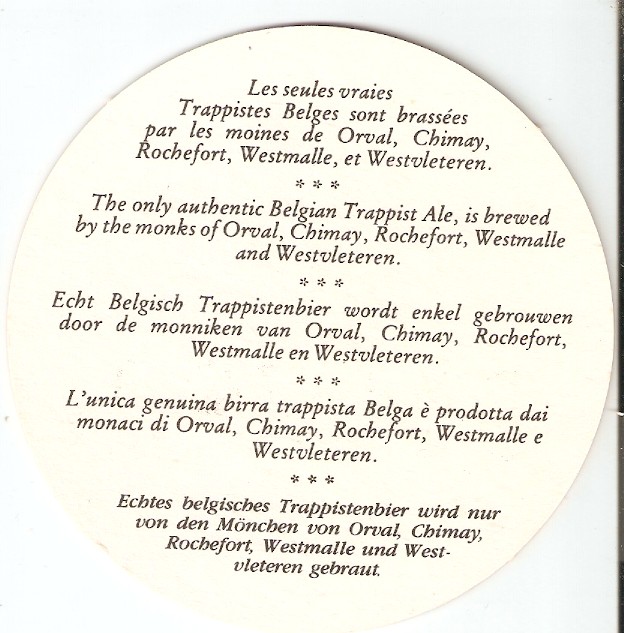 Les seules vraies
Trappistes Belges sont brassées
par les moines de Orval, Chimay,
Rochefort, Westmalle, et Westvleteren.
* * *
The only authentic Belgian Trappist Ale, is brewed
by the monks of Orval, Chimay, Rochefort, Westmalle
and Westvleteren.
* * *
Echt Belgisch Trappistenbier wordt enkel gebrouwen
door de monniken van Orval, Chimay, Rochefort,
Westmalle en Westvleteren.
* * *
L'unica genuina birra trappista Belga è prodotta dai
monaci di Orval, Chimay, Rochefort, Westmalle e
Westvleteren.
* * *
Echtes belgisches Trappistenbier wird nur
von den Mönchen von Orval, Chimay,
Rochefort, Westmalle und West-
vleteren gebraut.